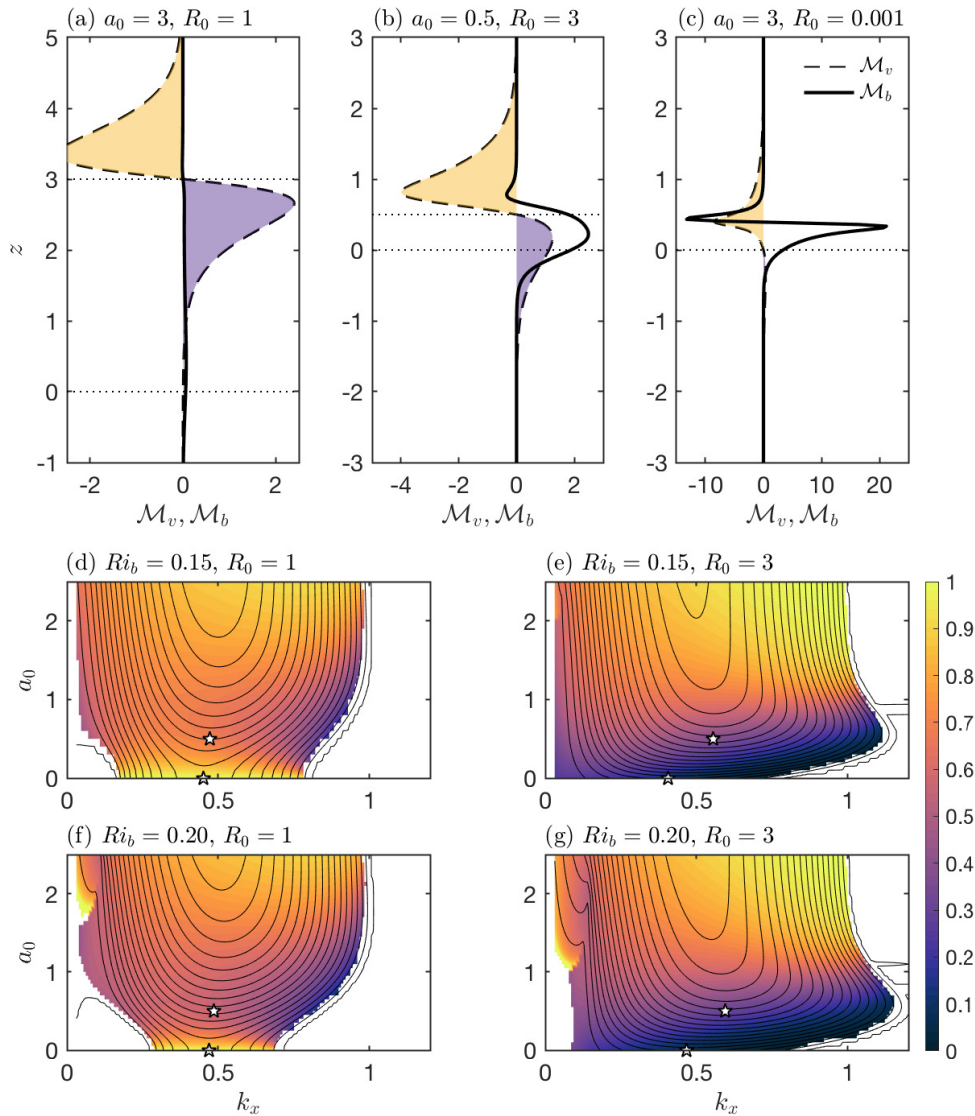 (a) a₀ = 3, R₀ = 1
(b) a₀ = 0.5, R₀ = 3
(c) a₀ = 3, R₀ = 0.001
5
4
3
2
1
0
-1
z
-2 0 2
ℳᵥ, ℳ_b
3
2
1
0
-1
-2
-3
-4 -2 0 2
ℳᵥ, ℳ_b
3
2
1
0
-1
-2
-3
-10 0 10 20
ℳᵥ, ℳ_b
ℳᵥ
ℳ_b
(d) Ri_b = 0.15, R₀ = 1
2
1
0
a₀
0 0.5 1
(e) Ri_b = 0.15, R₀ = 3
2
1
0
0 0.5 1
(f) Ri_b = 0.20, R₀ = 1
2
1
0
a₀
0 0.5 1
kₓ
(g) Ri_b = 0.20, R₀ = 3
2
1
0
0 0.5 1
kₓ
1
0.9
0.8
0.7
0.6
0.5
0.4
0.3
0.2
0.1
0